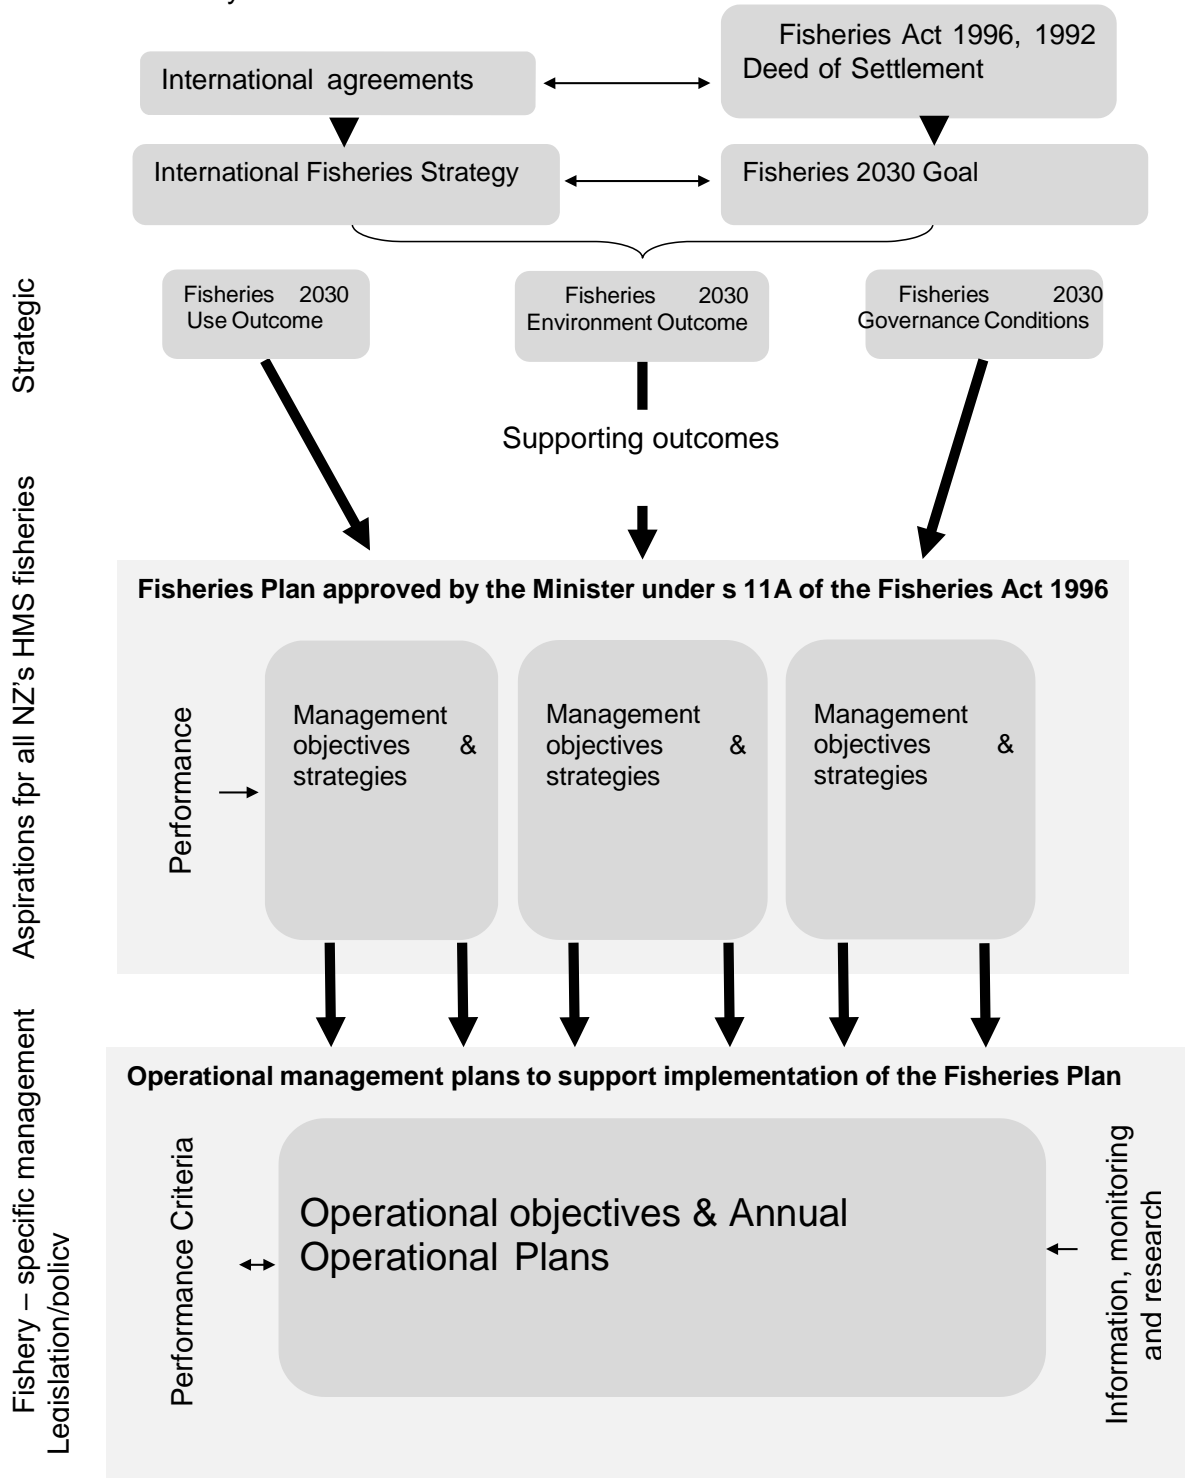 International agreements
Fisheries Act 1996, 1992
Deed of Settlement
International Fisheries Strategy
Fisheries 2030 Goal
Strategic
Fisheries 2030
Use Outcome
Fisheries 2030
Environment Outcome
Fisheries 2030
Governance Conditions
Supporting outcomes
Aspirations fpr all NZ's HMS fisheries
Fisheries Plan approved by the Minister under s 11A of the Fisheries Act 1996
Performance
Management
objectives &
strategies
Management
objectives &
strategies
Management
objectives &
strategies
Fishery – specific management
Legislation/policy
Operational management plans to support implementation of the Fisheries Plan
Performance Criteria
Operational objectives & Annual
Operational Plans
Information, monitoring
and research